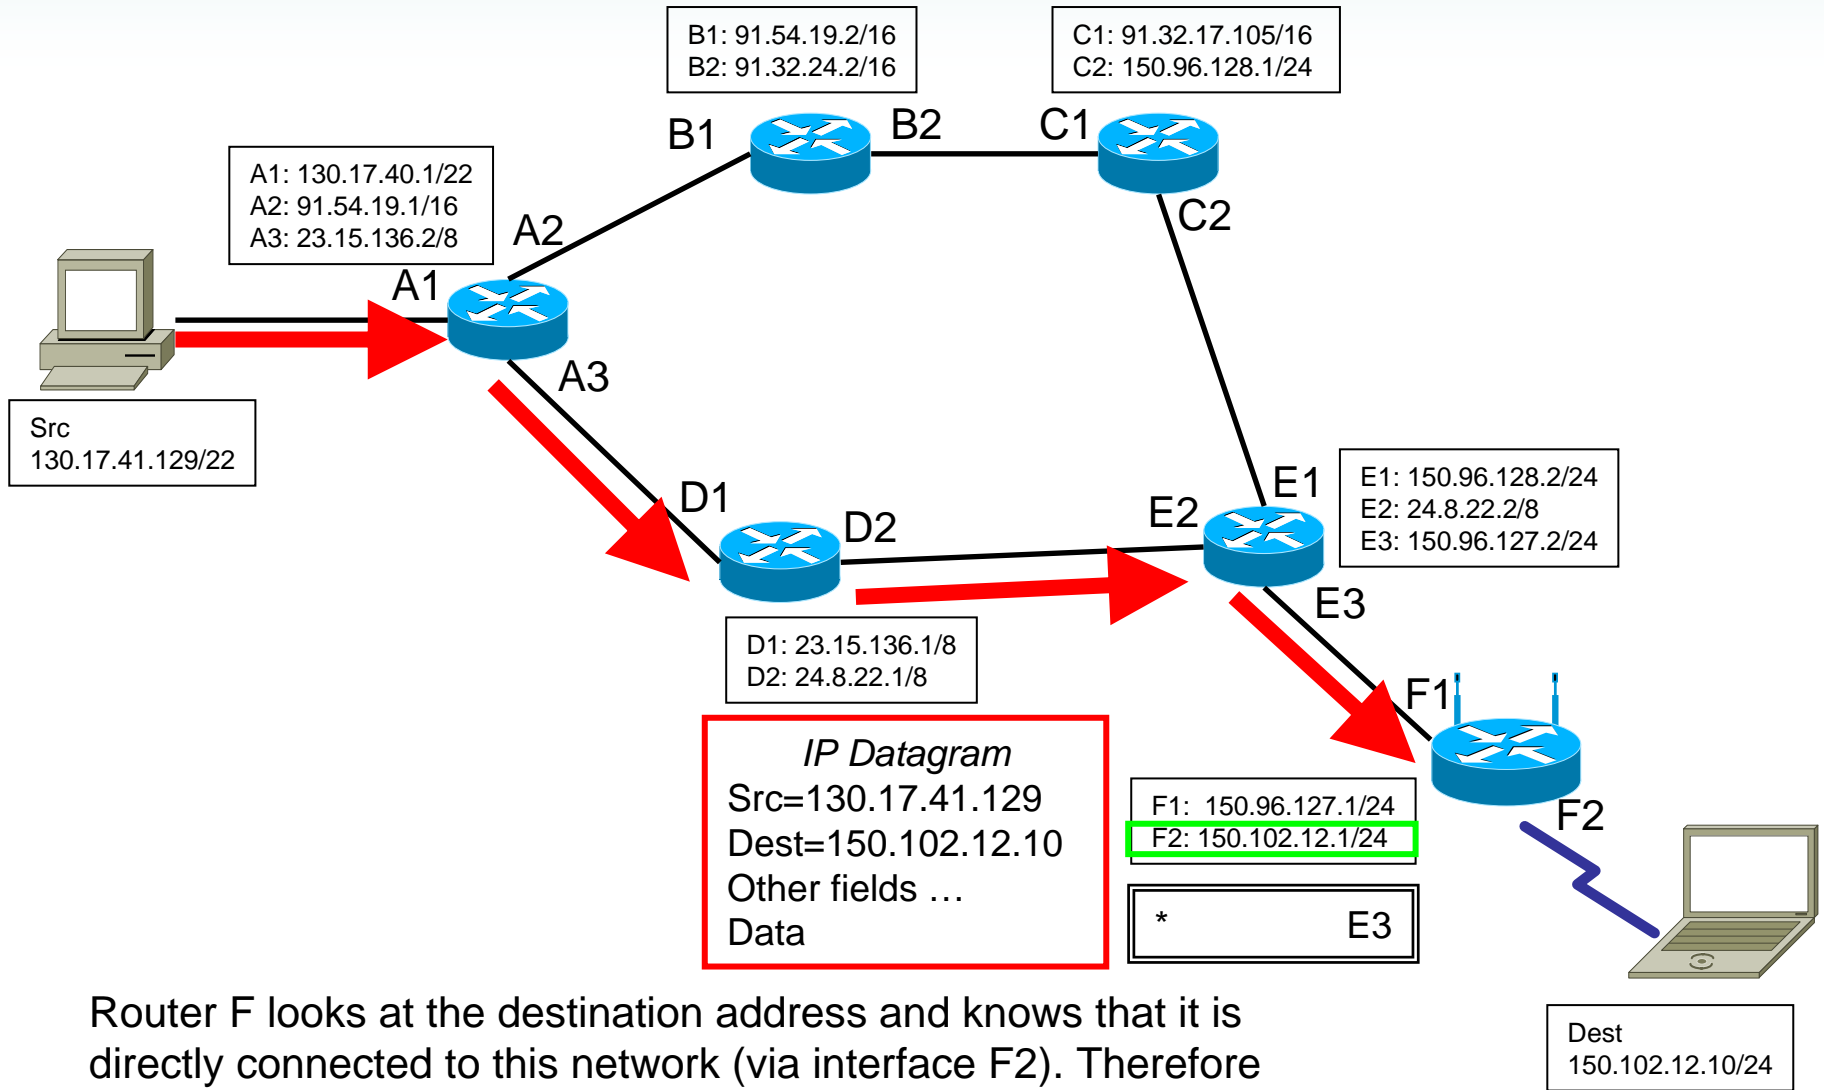 B1: 91.54.19.2/16
B2: 91.32.24.2/16
C1: 91.32.17.105/16
C2: 150.96.128.1/24
B1
B2
C1
A1: 130.17.40.1/22
A2: 91.54.19.1/16
A3: 23.15.136.2/8
A2
C2
A1
A3
Src
130.17.41.129/22
D1
D2
E2
E1
E1: 150.96.128.2/24
E2: 24.8.22.2/8
E3: 150.96.127.2/24
E3
D1: 23.15.136.1/8
D2: 24.8.22.1/8
F1
IP Datagram
Src=130.17.41.129
Dest=150.102.12.10
Other fields …
Data
F1: 150.96.127.1/24
F2: 150.102.12.1/24
F2
* E3
Router F looks at the destination address and knows that it is
directly connected to this network (via interface F2). Therefore
Dest
150.102.12.10/24